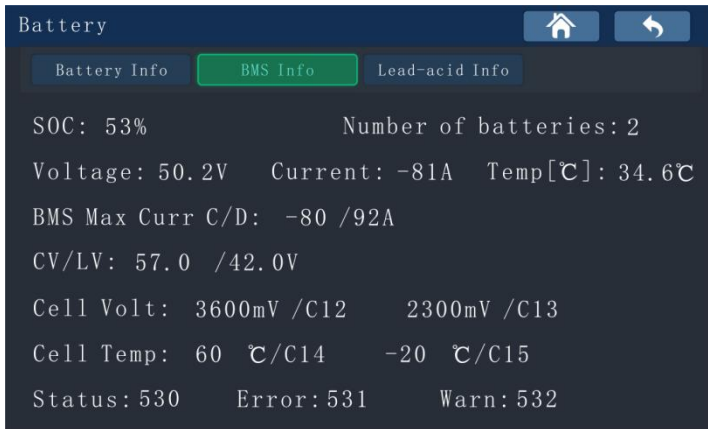 Battery
Battery Info BMS Info Lead-acid Info
SOC: 53% Number of batteries: 2
Voltage: 50.2V Current: -81A Temp[℃]: 34.6℃
BMS Max Curr C/D: -80 /92A
CV/LV: 57.0 /42.0V
Cell Volt: 3600mV /C12 2300mV /C13
Cell Temp: 60 ℃/C14 -20 ℃/C15
Status: 530 Error: 531 Warn: 532